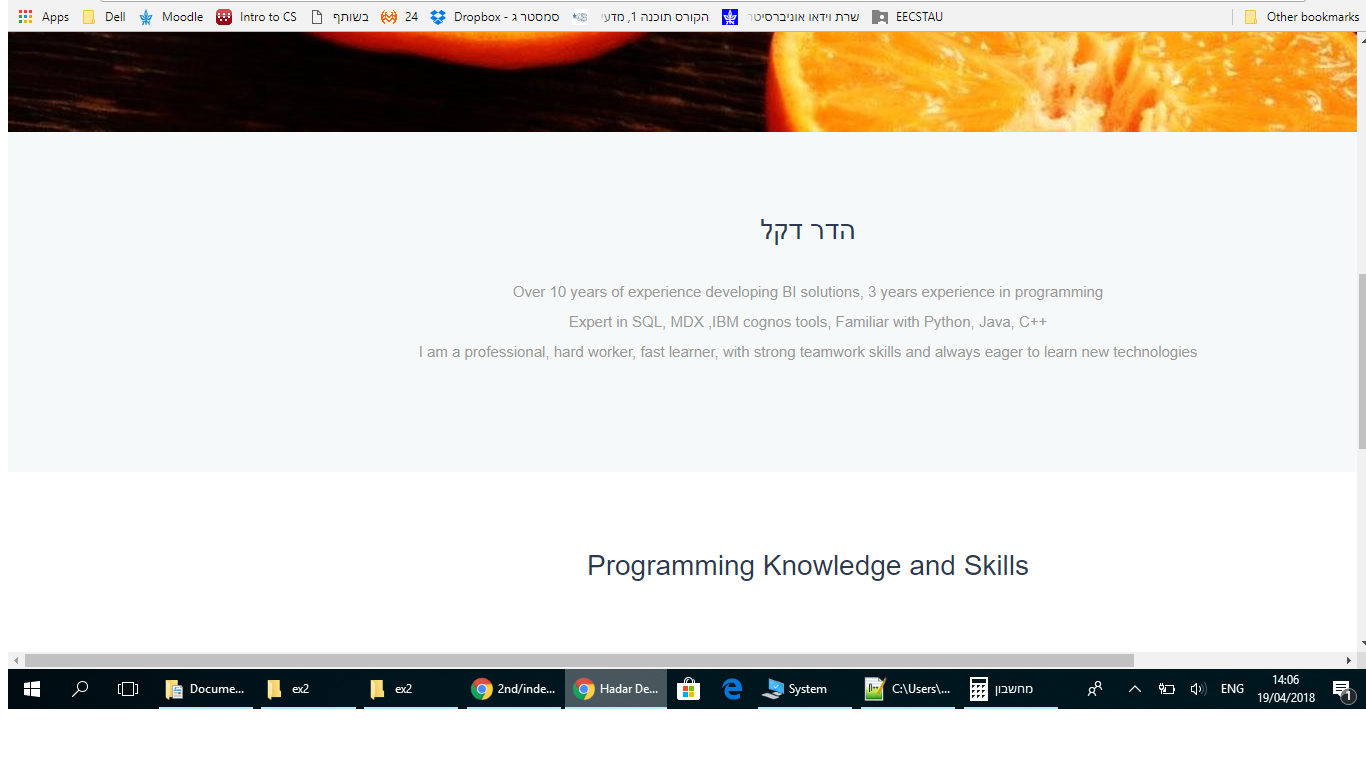 Apps Dell Moodle Intro to CS בשותף 24 Dropbox - סמסטר ג הקורס תוכנה 1, מדעי שרת וידאו אוניברסיטר EECSTAU Other bookmarks
הדר דקל
Over 10 years of experience developing BI solutions, 3 years experience in programming
Expert in SQL, MDX ,IBM cognos tools, Familiar with Python, Java, C++
I am a professional, hard worker, fast learner, with strong teamwork skills and always eager to learn new technologies
Programming Knowledge and Skills
Docume... ex2 ex2 2nd/inde... Hadar De... System C:\Users\... מחשבון ENG 14:06
19/04/2018 1